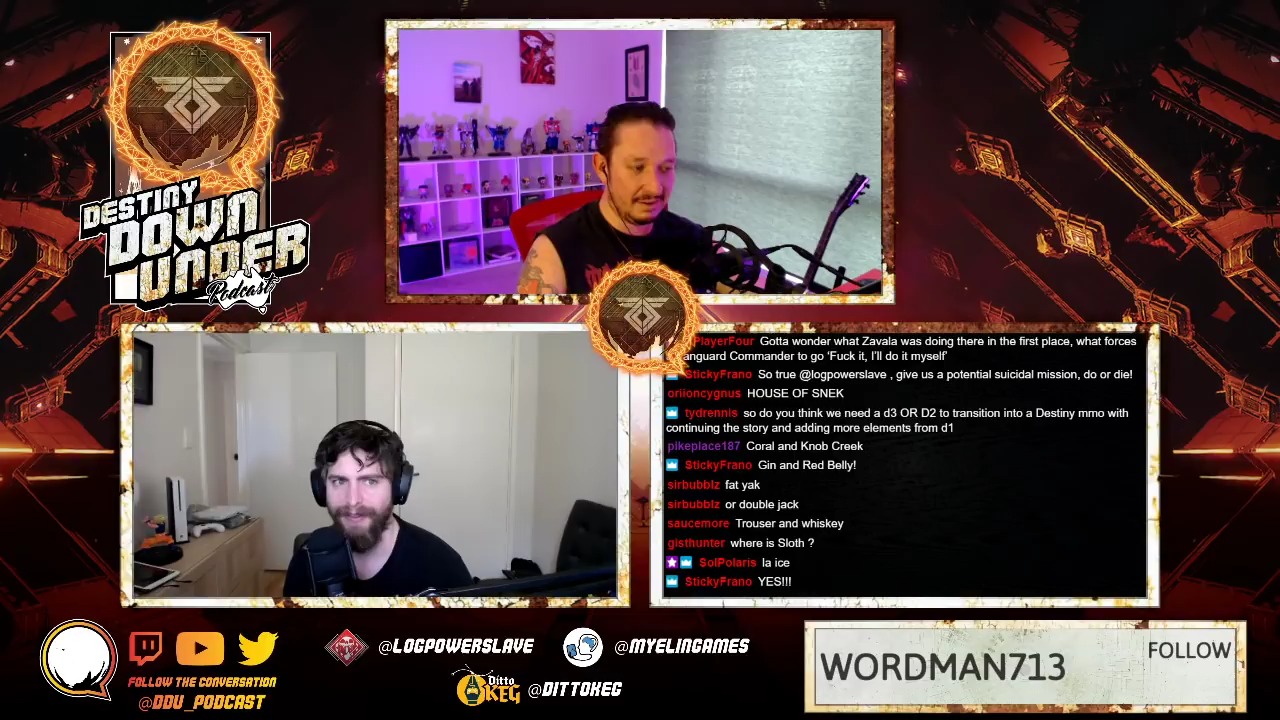 DESTINY
DOWN
UNDER
Podcast
PlayerFour Gotta wonder what Zavala was doing there in the first place, what forces
anguard Commander to go ‘Fuck it, I’ll do it myself’
StickyFrano So true @logpowerslave , give us a potential suicidal mission, do or die!
oriioncygnus HOUSE OF SNEK
tydrennis so do you think we need a d3 OR D2 to transition into a Destiny mmo with
continuing the story and adding more elements from d1
pikeplace187 Coral and Knob Creek
StickyFrano Gin and Red Belly!
sirbubblz fat yak
sirbubblz or double jack
saucemore Trouser and whiskey
gisthunter where is Sloth ?
SolPolaris la ice
StickyFrano YES!!!
FOLLOW THE CONVERSATION
@DDU_PODCAST
@LOGPOWERSLAVE
@MYELINGAMES
Ditto
KEG
@DITTOKEG
WORDMAN713
FOLLOW